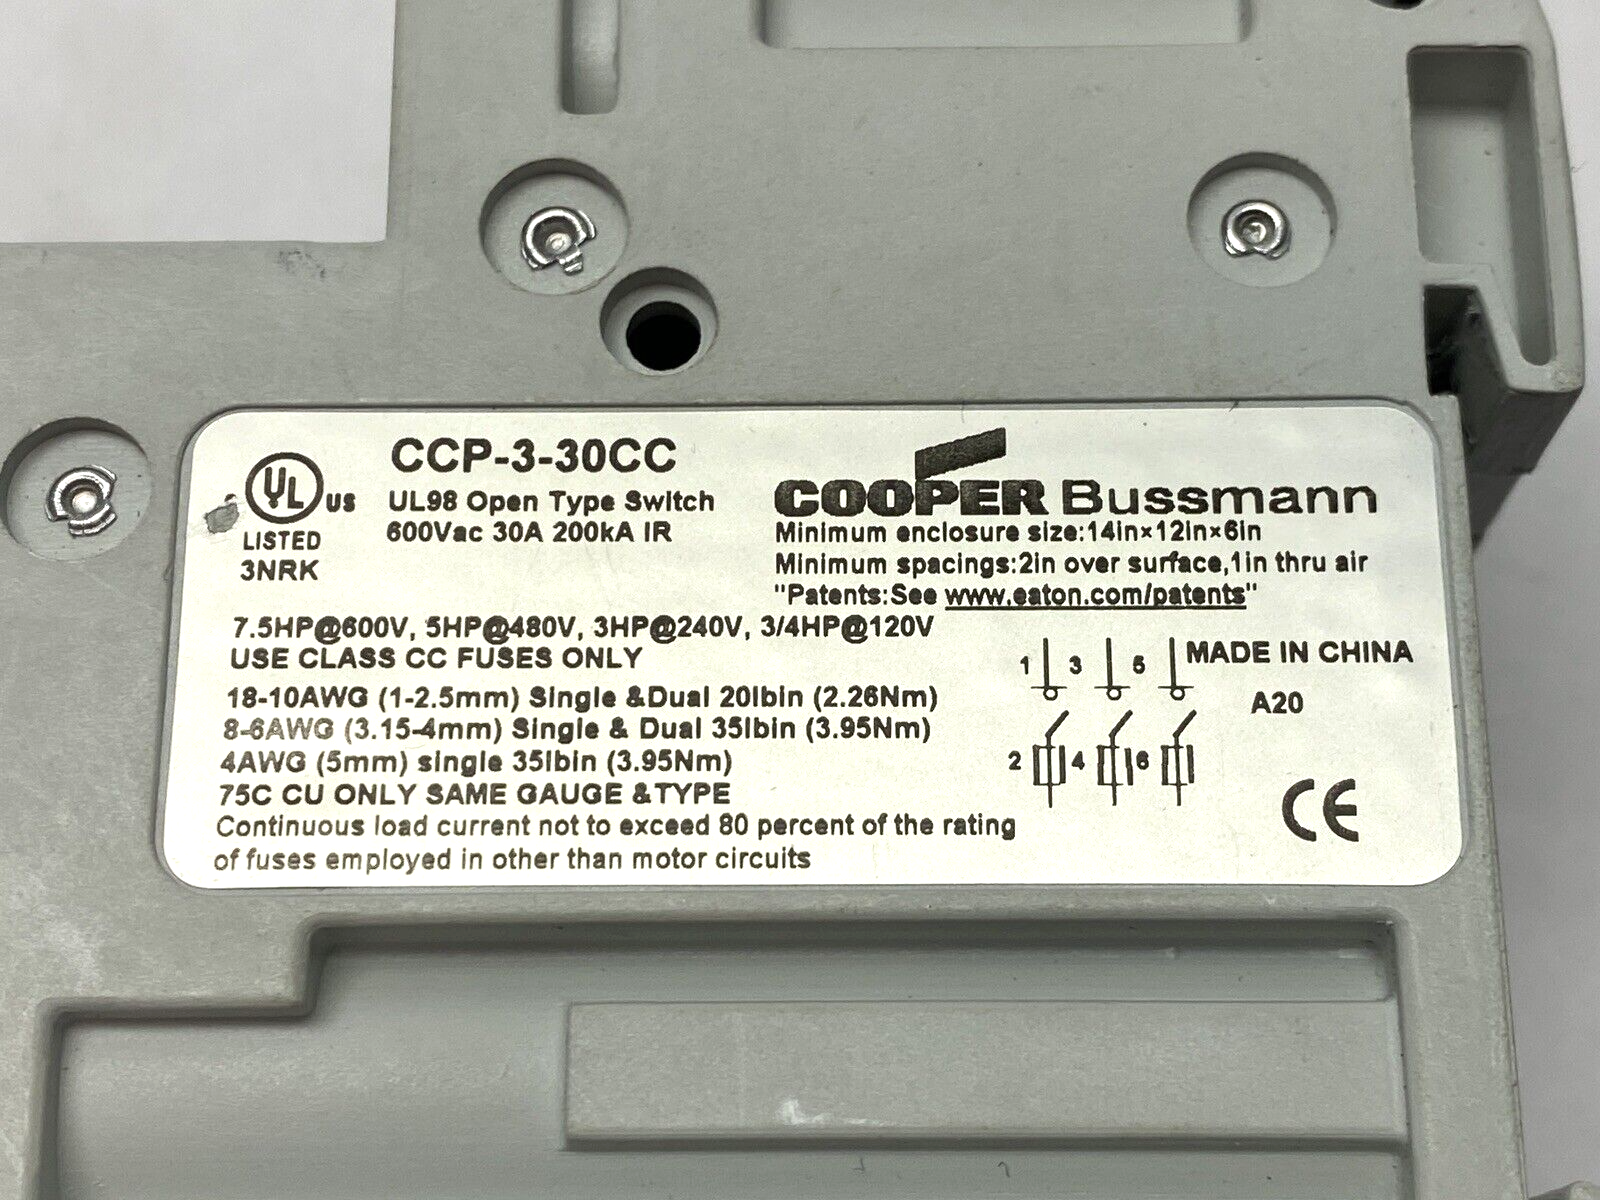 UL US
LISTED
3NRK
CCP-3-30CC
UL98 Open Type Switch
600Vac 30A 200kA IR
COOPER Bussmann
Minimum enclosure size:14in×12in×6in
Minimum spacings:2in over surface,1in thru air
"Patents:See www.eaton.com/patents"
7.5HP@600V, 5HP@480V, 3HP@240V, 3/4HP@120V
USE CLASS CC FUSES ONLY
18-10AWG (1-2.5mm) Single &Dual 20lbin (2.26Nm)
8-6AWG (3.15-4mm) Single & Dual 35lbin (3.95Nm)
4AWG (5mm) single 35lbin (3.95Nm)
75C CU ONLY SAME GAUGE &TYPE
Continuous load current not to exceed 80 percent of the rating
of fuses employed in other than motor circuits
1 3 5
2 4 6
MADE IN CHINA
A20
CE